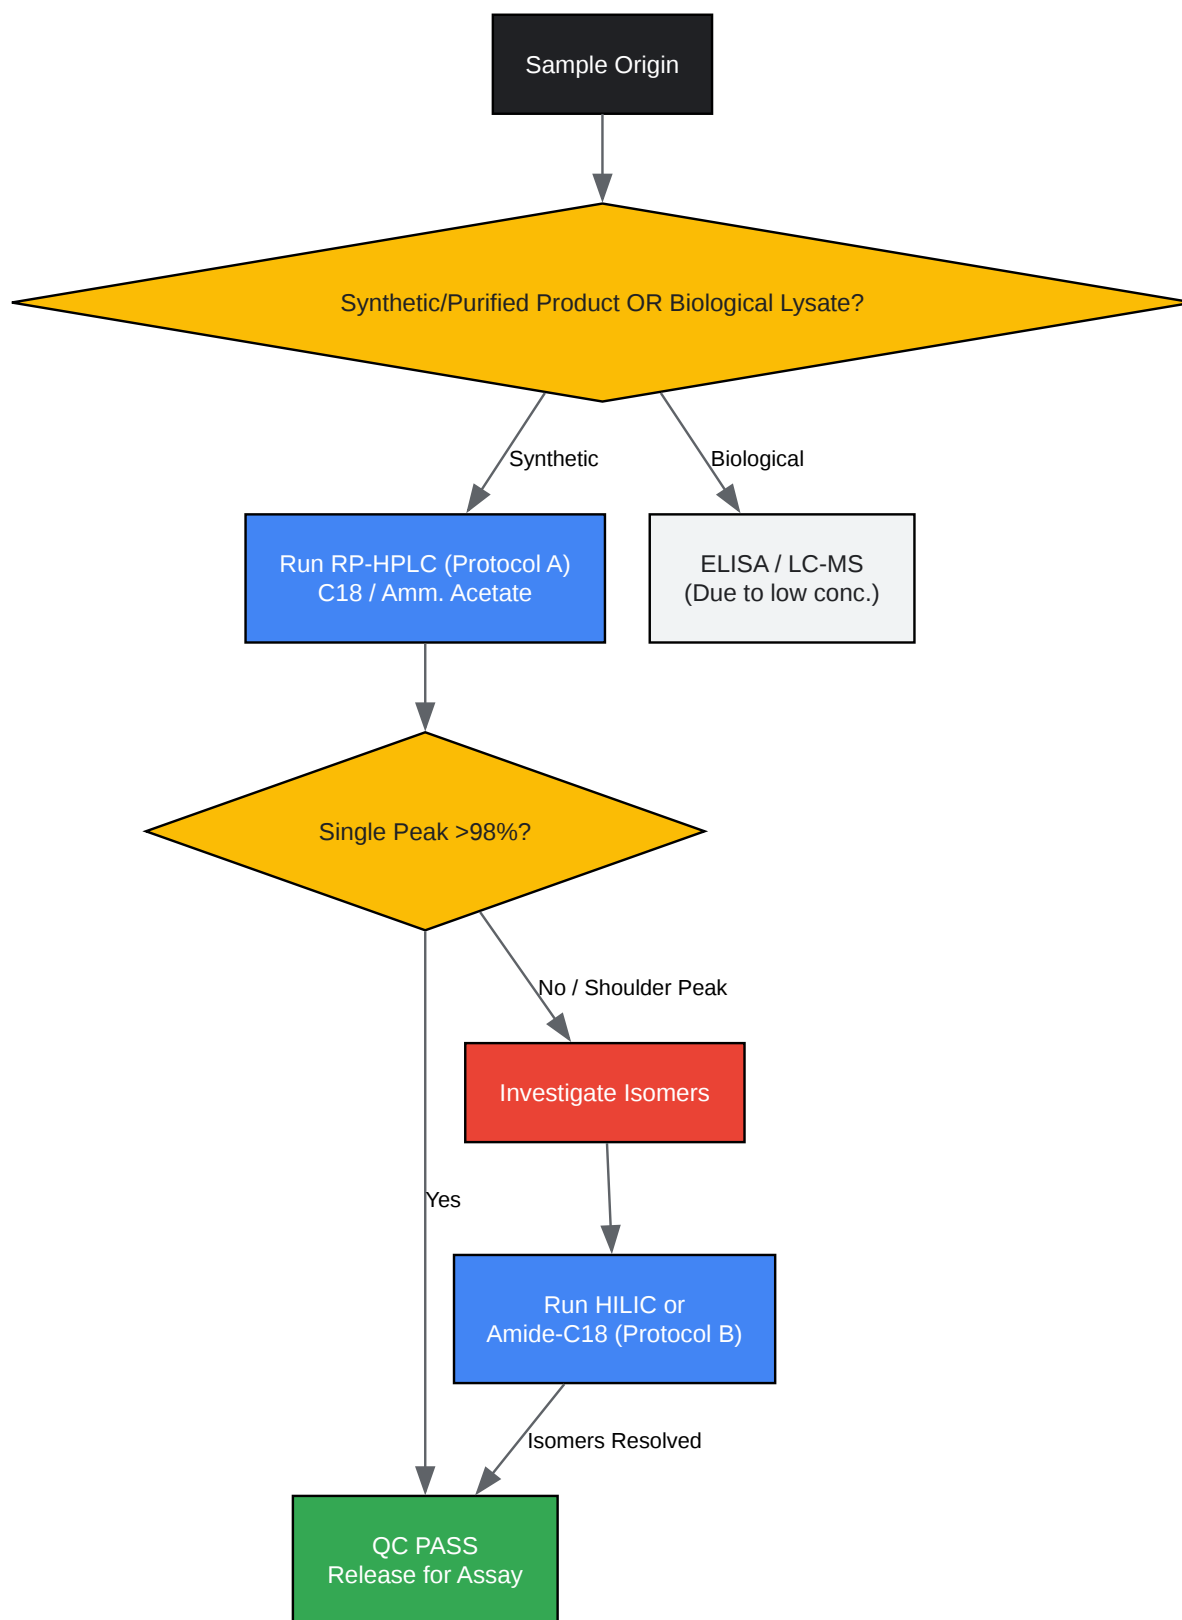 Sample Origin
Synthetic/Purified Product OR Biological Lysate?
Synthetic
Biological
Run RP-HPLC (Protocol A)
C18 / Amm. Acetate
ELISA / LC-MS
(Due to low conc.)
Single Peak >98%?
No / Shoulder Peak
Investigate Isomers
Yes
Run HILIC or
Amide-C18 (Protocol B)
Isomers Resolved
QC PASS
Release for Assay